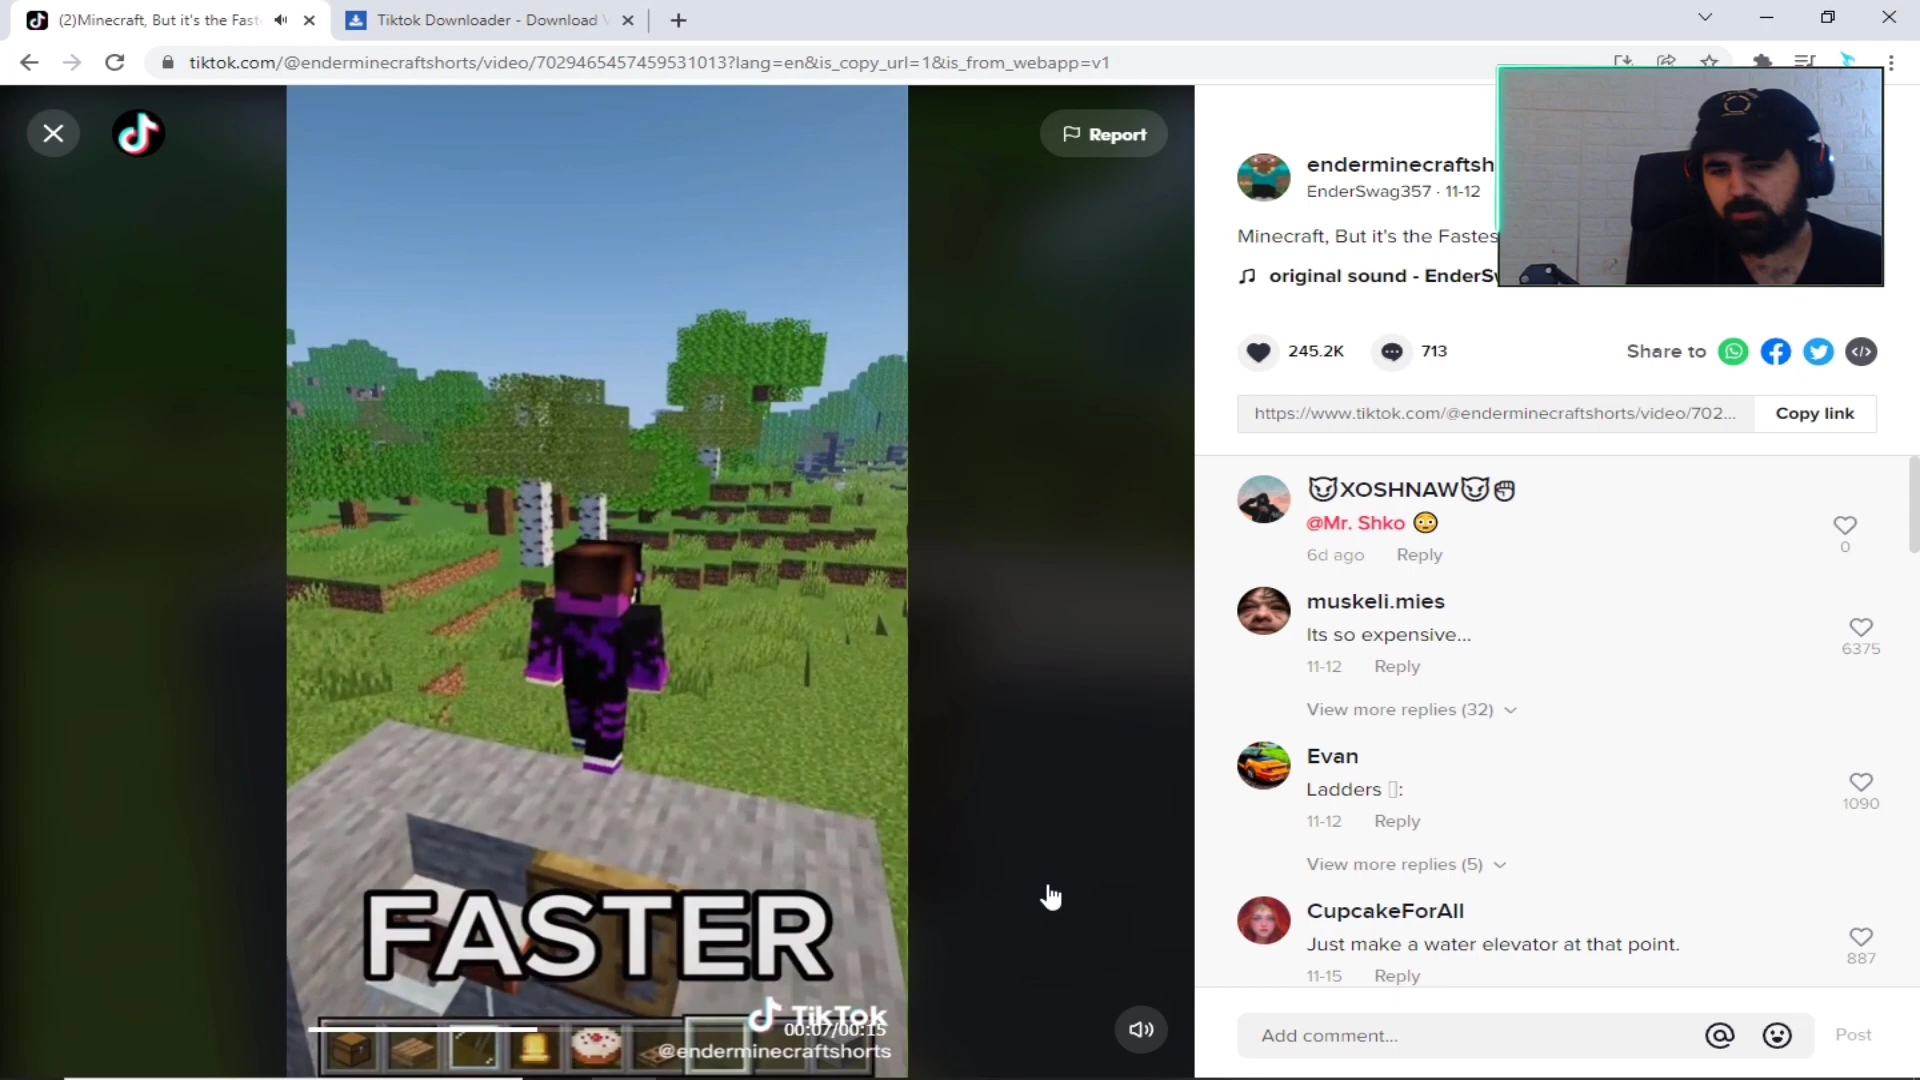 (2)Minecraft, But it's the Fast
Tiktok Downloader - Download
tiktok.com/@enderminecraftshorts/video/7029465457459531013?lang=en&is_copy_url=1&is_from_webapp=v1
Report
enderminecraftsh
EnderSwag357 · 11-12
Minecraft, But it's the Fastes
original sound - EnderSw
245.2K
713
Share to
https://www.tiktok.com/@enderminecraftshorts/video/702...
Copy link
😈XOSHNAW😈✊
@Mr. Shko 😳
6d ago Reply
0
muskeli.mies
Its so expensive...
6375
11-12 Reply
View more replies (32)
Evan
Ladders ▯:
1090
11-12 Reply
View more replies (5)
CupcakeForAll
Just make a water elevator at that point.
887
11-15 Reply
FASTER
TikTok
00:07/00:15
@enderminecraftshorts
Add comment...
Post